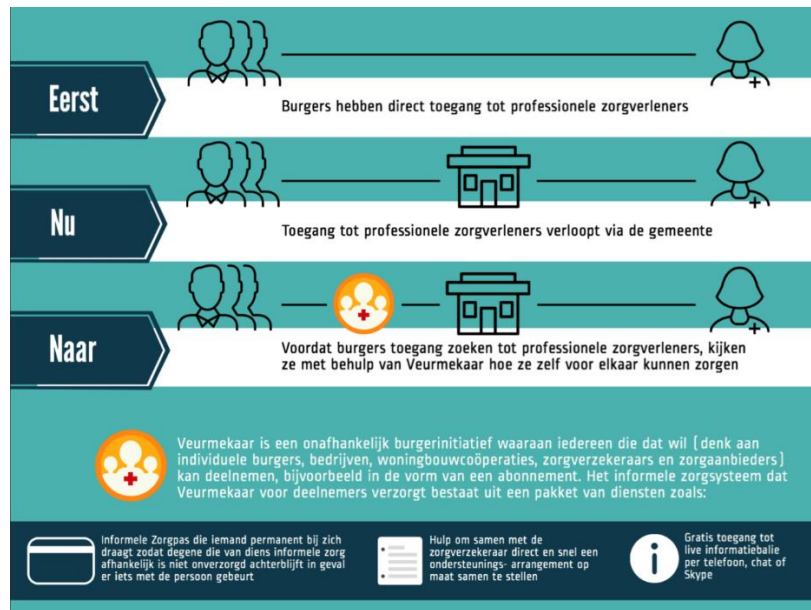 Eerst
Burgers hebben direct toegang tot professionele zorgverleners
Nu
Toegang tot professionele zorgverleners verloopt via de gemeente
Naar
Voordat burgers toegang zoeken tot professionele zorgverleners, kijken
ze met behulp van Veurmekaar hoe ze zelf voor elkaar kunnen zorgen
Veurmekaar is een onafhankelijk burgerinitiatief waaraan iedereen die dat wil (denk aan
individuele burgers, bedrijven, woningbouwcoöperaties, zorgverzekeraars en zorgaanbieders)
kan deelnemen, bijvoorbeeld in de vorm van een abonnement. Het informele zorgsysteem dat
Veurmekaar voor deelnemers verzorgt bestaat uit een pakket van diensten zoals:
Informele Zorgpas die iemand permanent bij zich
draagt zodat degene die van diens informele zorg
afhankelijk is niet onverzorgd achterblijft in geval
er iets met de persoon gebeurt
Hulp om samen met de
zorgverzekeraar direct en snel een
ondersteunings- arrangement op
maat samen te stellen
Gratis toegang tot
live informatiebalie
per telefoon, chat of
Skype